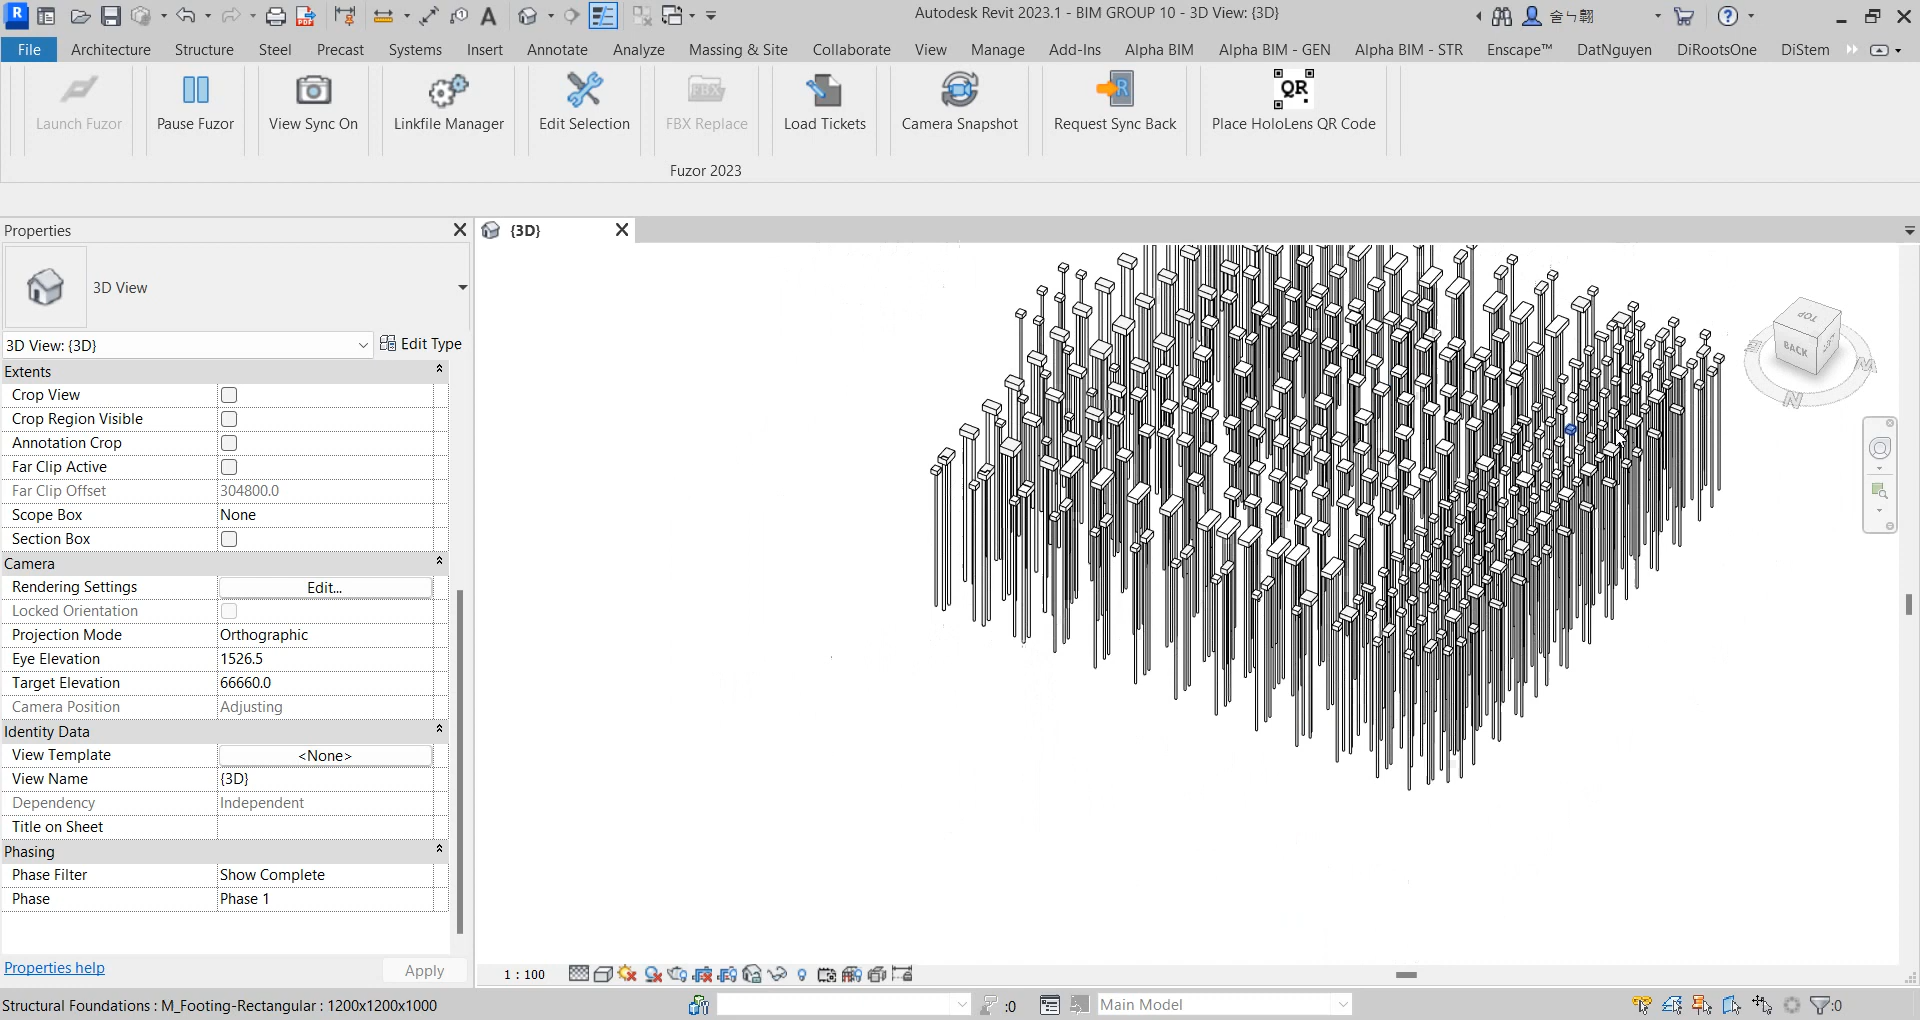 Autodesk Revit 2023.1 - BIM GROUP 10 - 3D View: {3D}
File Architecture Structure Steel Precast Systems Insert Annotate Analyze Massing & Site Collaborate View Manage Add-Ins Alpha BIM Alpha BIM - GEN Alpha BIM - STR Enscape™ DatNguyen DiRootsOne DiStem
FBX QR
Launch Fuzor Pause Fuzor View Sync On Linkfile Manager Edit Selection FBX Replace Load Tickets Camera Snapshot Request Sync Back Place HoloLens QR Code
Fuzor 2023
Properties
{3D}
3D View
3D View: {3D} Edit Type
Extents
Crop View
Crop Region Visible
Annotation Crop
Far Clip Active
Far Clip Offset 304800.0
Scope Box None
Section Box
Camera
Rendering Settings Edit...
Locked Orientation
Projection Mode Orthographic
Eye Elevation 1526.5
Target Elevation 66660.0
Camera Position Adjusting
Identity Data
View Template <None>
View Name {3D}
Dependency Independent
Title on Sheet
Phasing
Phase Filter Show Complete
Phase Phase 1
Properties help Apply
TOP
BACK
N
1 : 100
Structural Foundations : M_Footing-Rectangular : 1200x1200x1000 :0 Main Model :0